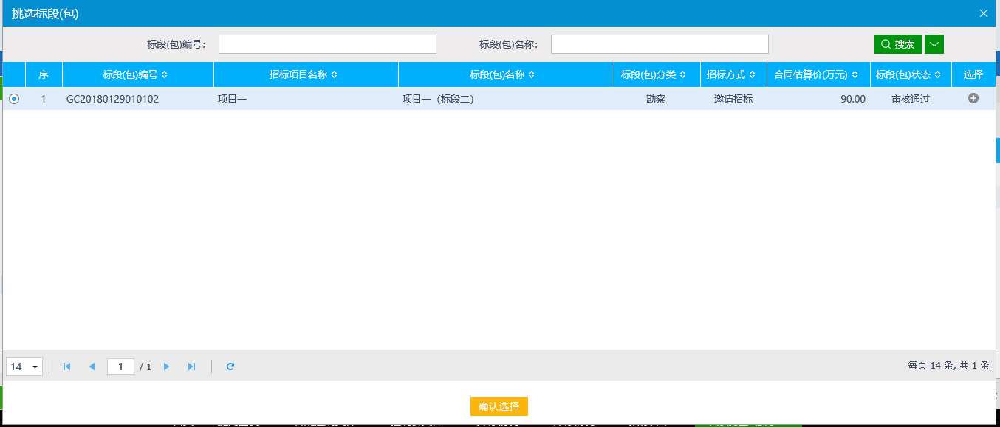 挑选标段(包)
标段(包)编号: 标段(包)名称: 搜索
序 标段(包)编号 招标项目名称 标段(包)名称 标段(包)分类 招标方式 合同估算价(万元) 标段(包)状态 选择
1 GC20180129010102 项目一 项目一（标段二） 勘察 邀请招标 90.00 审核通过
14 1 / 1 每页 14 条, 共 1 条
确认选择